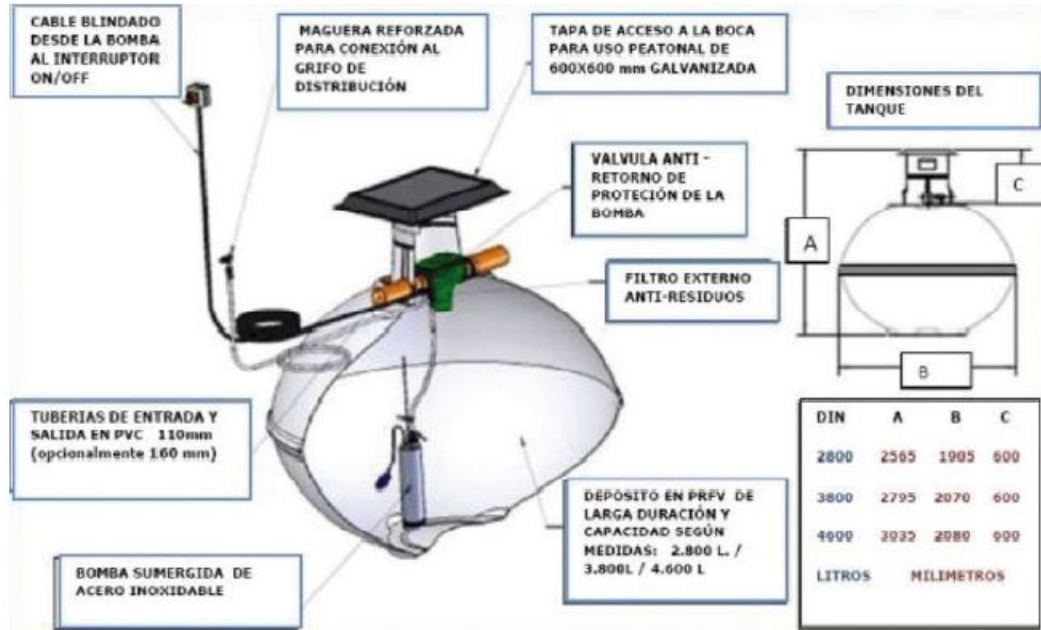 CABLE BLINDADO
DESDE LA BOMBA
AL INTERRUPTOR
ON/OFF
MAGUERA REFORZADA
PARA CONEXIÓN AL
GRIFO DE
DISTRIBUCIÓN
TAPA DE ACCESO A LA BOCA
PARA USO PEATONAL DE
600X600 mm GALVANIZADA
DIMENSIONES DEL
TANQUE
VALVULA ANTI -
RETORNO DE
PROTECIÓN DE LA
BOMBA
C
A
FILTRO EXTERNO
ANTI-RESIDUOS
B
TUBERIAS DE ENTRADA Y
SALIDA EN PVC 110mm
(opcionalmente 160 mm)
DEPOSITO EN PRFV DE
LARGA DURACIÓN Y
CAPACIDAD SEGÚN
MEDIDAS: 2.800 L. /
3.800L / 4.600 L
BOMBA SUMERGIDA DE
ACERO INOXIDABLE
DIN A B C
2800 2565 1905 600
3800 2795 2070 600
4600 3035 2080 600
LITROS MILIMETROS